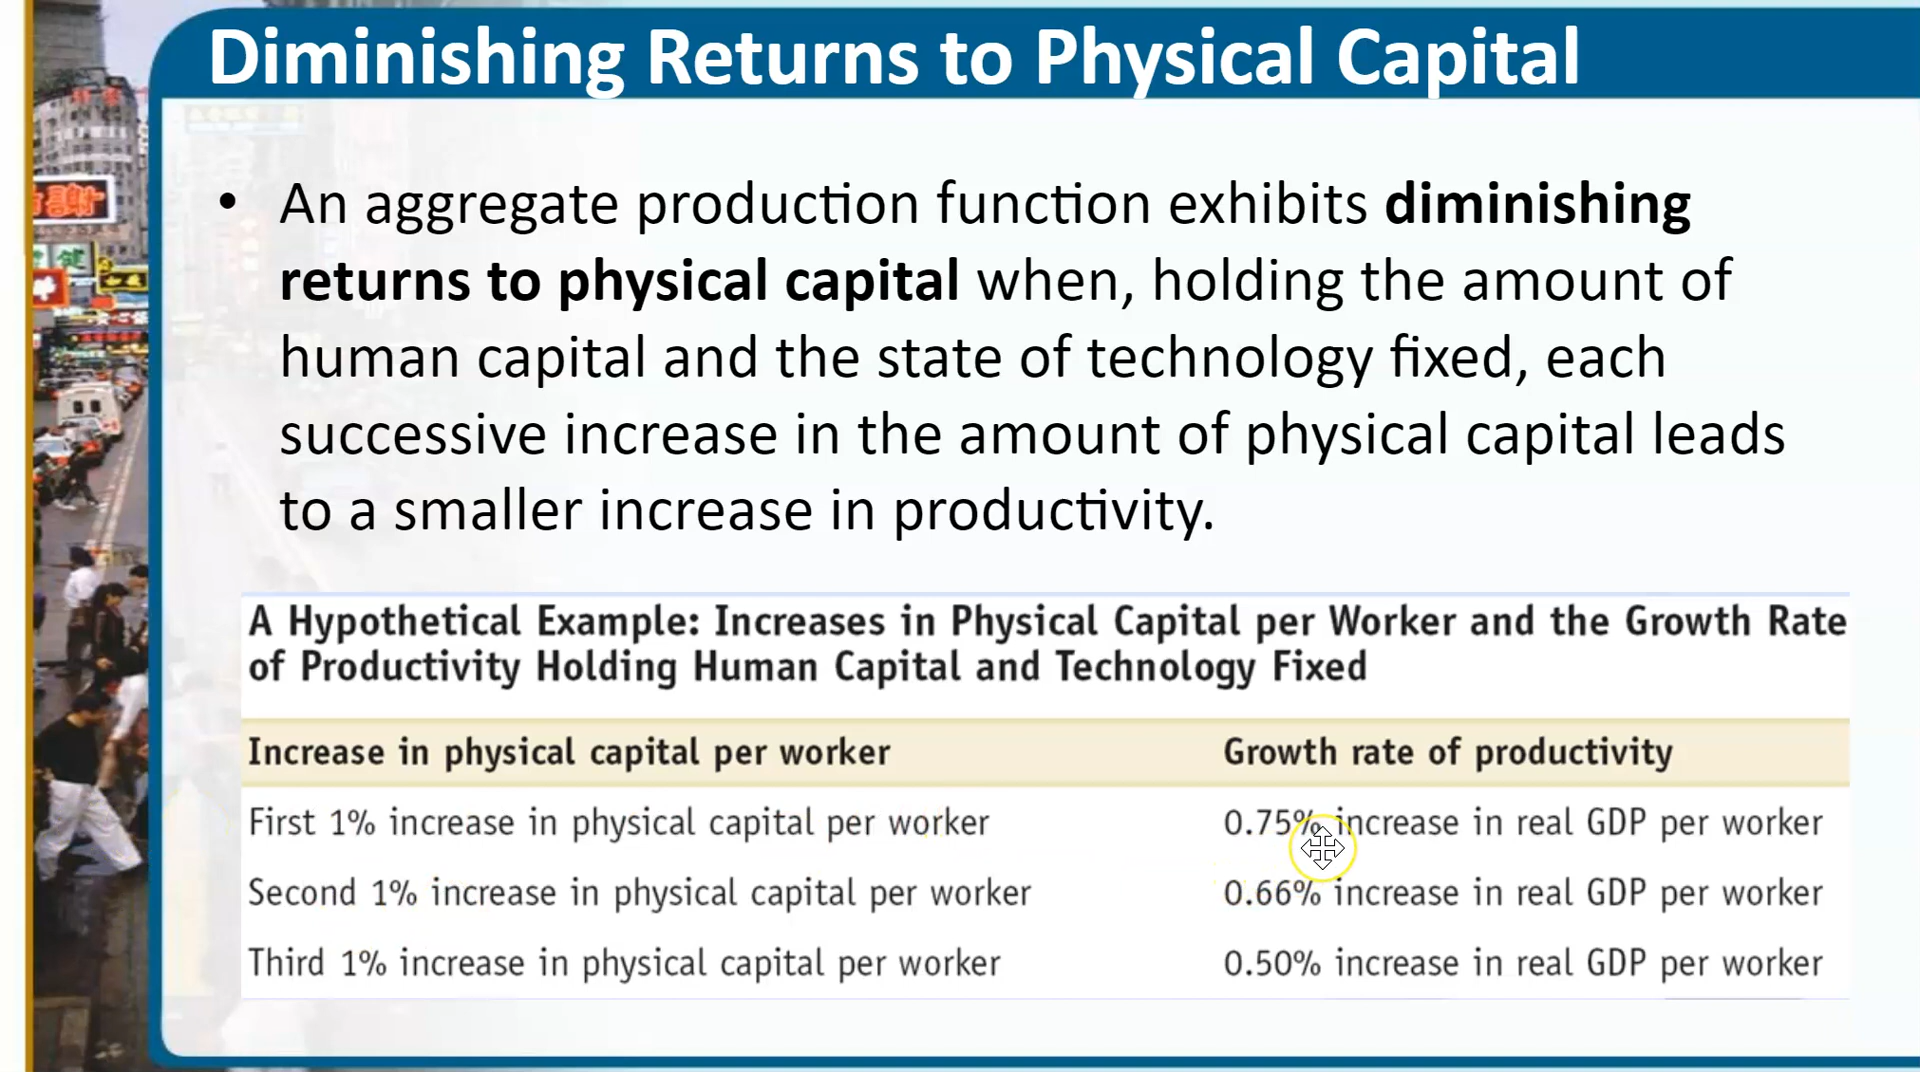 Diminishing Returns to Physical Capital
• An aggregate production function exhibits diminishing
returns to physical capital when, holding the amount of
human capital and the state of technology fixed, each
successive increase in the amount of physical capital leads
to a smaller increase in productivity.
A Hypothetical Example: Increases in Physical Capital per Worker and the Growth Rate
of Productivity Holding Human Capital and Technology Fixed
Increase in physical capital per worker Growth rate of productivity
First 1% increase in physical capital per worker 0.75% increase in real GDP per worker
Second 1% increase in physical capital per worker 0.66% increase in real GDP per worker
Third 1% increase in physical capital per worker 0.50% increase in real GDP per worker